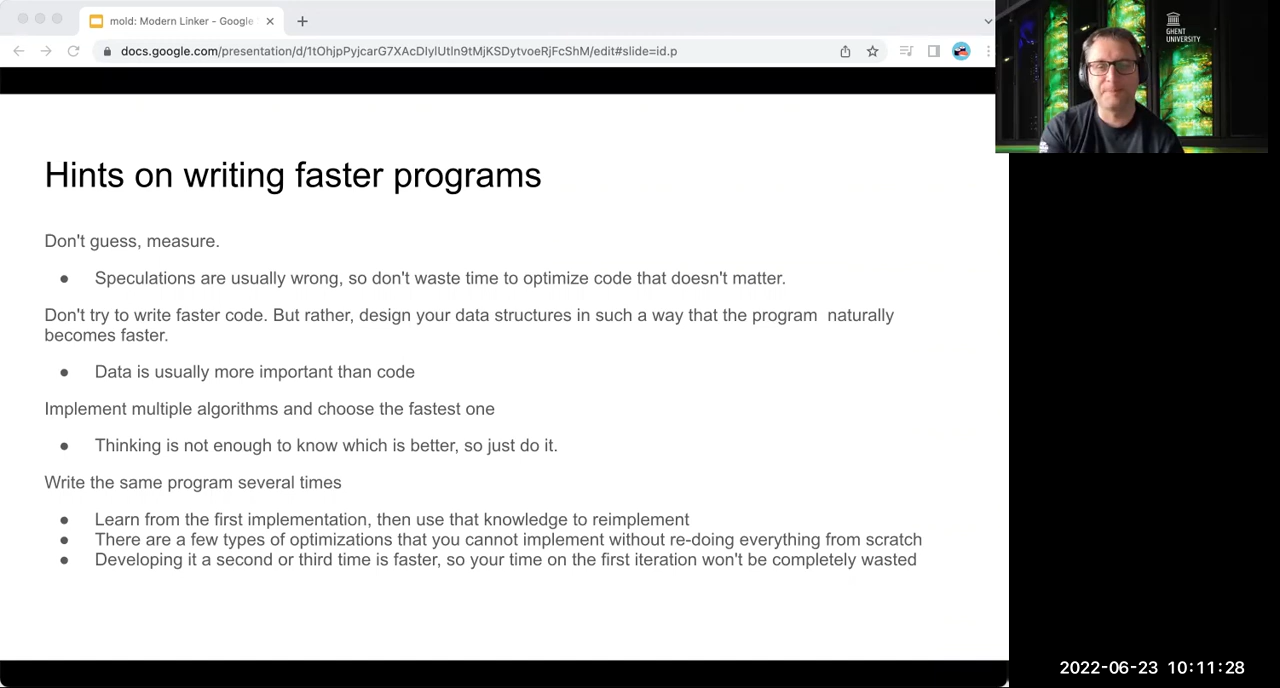 mold: Modern Linker - Google
docs.google.com/presentation/d/1tOhjpPyjcarG7XAcDIylUtIn9tMjKSDytvoeRjFcShM/edit#slide=id.p
GHENT
UNIVERSITY
Hints on writing faster programs
Don't guess, measure.
● Speculations are usually wrong, so don't waste time to optimize code that doesn't matter.
Don't try to write faster code. But rather, design your data structures in such a way that the program naturally
becomes faster.
● Data is usually more important than code
Implement multiple algorithms and choose the fastest one
● Thinking is not enough to know which is better, so just do it.
Write the same program several times
● Learn from the first implementation, then use that knowledge to reimplement
● There are a few types of optimizations that you cannot implement without re-doing everything from scratch
● Developing it a second or third time is faster, so your time on the first iteration won't be completely wasted
2022-06-23 10:11:28